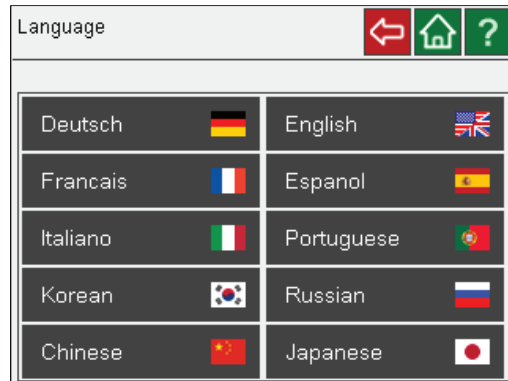 Language
?
Deutsch
English
Francais
Espanol
Italiano
Portuguese
Korean
Russian
Chinese
Japanese